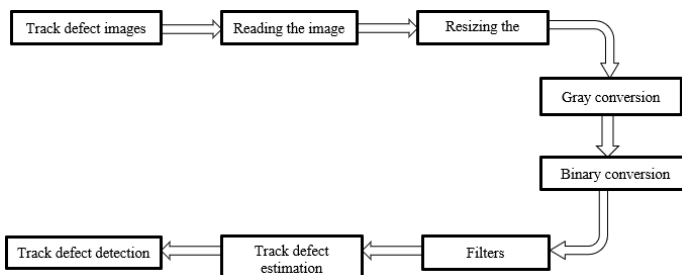 Track defect images
Reading the image
Resizing the
Gray conversion
Binary conversion
Filters
Track defect
estimation
Track defect detection